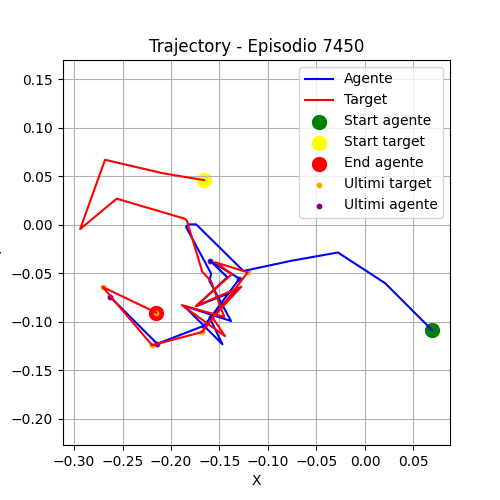 Trajectory - Episodio 7450
Agente
Target
Start agente
Start target
End agente
Ultimi target
Ultimi agente
0.15
0.10
0.05
0.00
−0.05
−0.10
−0.15
−0.20
−0.30 −0.25 −0.20 −0.15 −0.10 −0.05 0.00 0.05
X